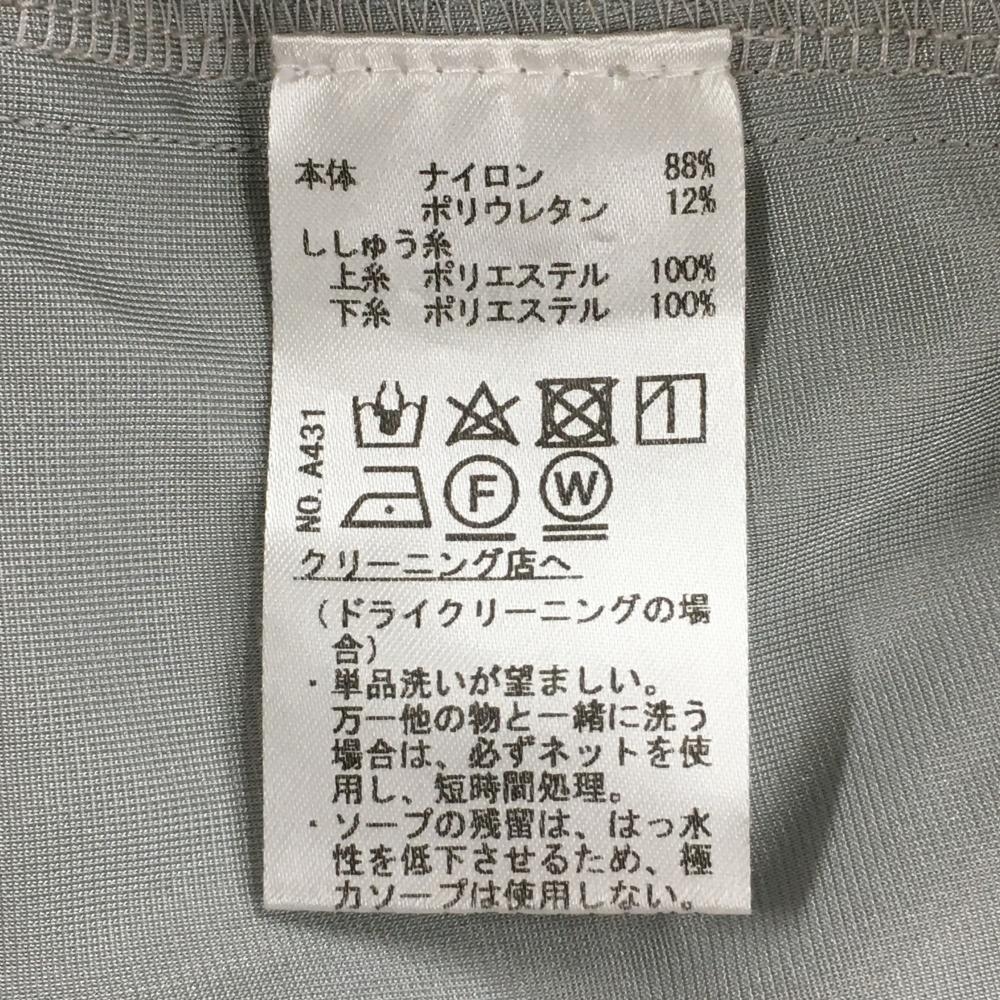 本体 ナイロン 88%
ポリウレタン 12%
ししゅう糸
上糸 ポリエステル 100%
下糸 ポリエステル 100%
NO. A431
F W
クリーニング店へ
(ドライクリーニングの場
合)
・単品洗いが望ましい。
万一他の物と一緒に洗う
場合は、必ずネットを使
用し、短時間処理。
・ソープの残留は、はっ水
性を低下させるため、極
力ソープは使用しない。